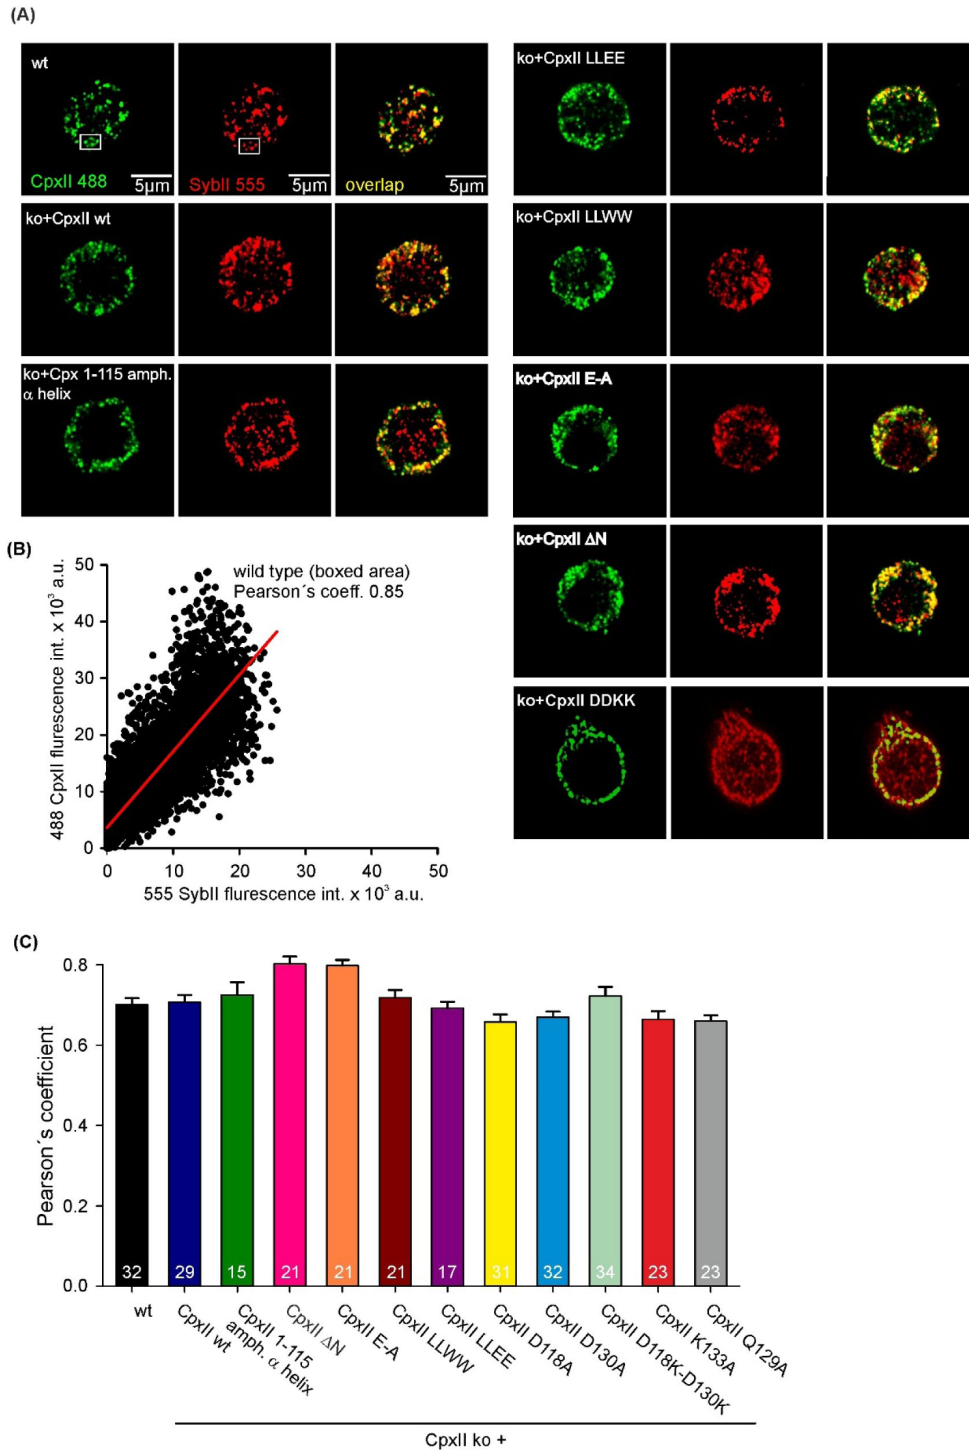 (A)
wt
CpxII 488
5µm
SybII 555
5µm
overlap
5µm
ko+CpxII wt
ko+Cpx 1-115 amph.
α helix
ko+CpxII LLEE
ko+CpxII LLWW
ko+CpxII E-A
ko+CpxII ΔN
ko+CpxII DDKK
(B)
wild type (boxed area)
Pearson´s coeff. 0.85
488 CpxII flurescence int. x 10³ a.u.
50
40
30
20
10
0
0 10 20 30 40 50
555 SybII flurescence int. x 10³ a.u.
(C)
Pearson´s coefficient
0.8
0.6
0.4
0.2
0.0
32 29 15 21 21 21 17 31 32 34 23 23
wt
CpxII wt
CpxII 1-115
amph. α helix
CpxII ΔN
CpxII E-A
CpxII LLWW
CpxII LLEE
CpxII D118A
CpxII D130A
CpxII D118K-D130K
CpxII K133A
CpxII Q129A
CpxII ko +